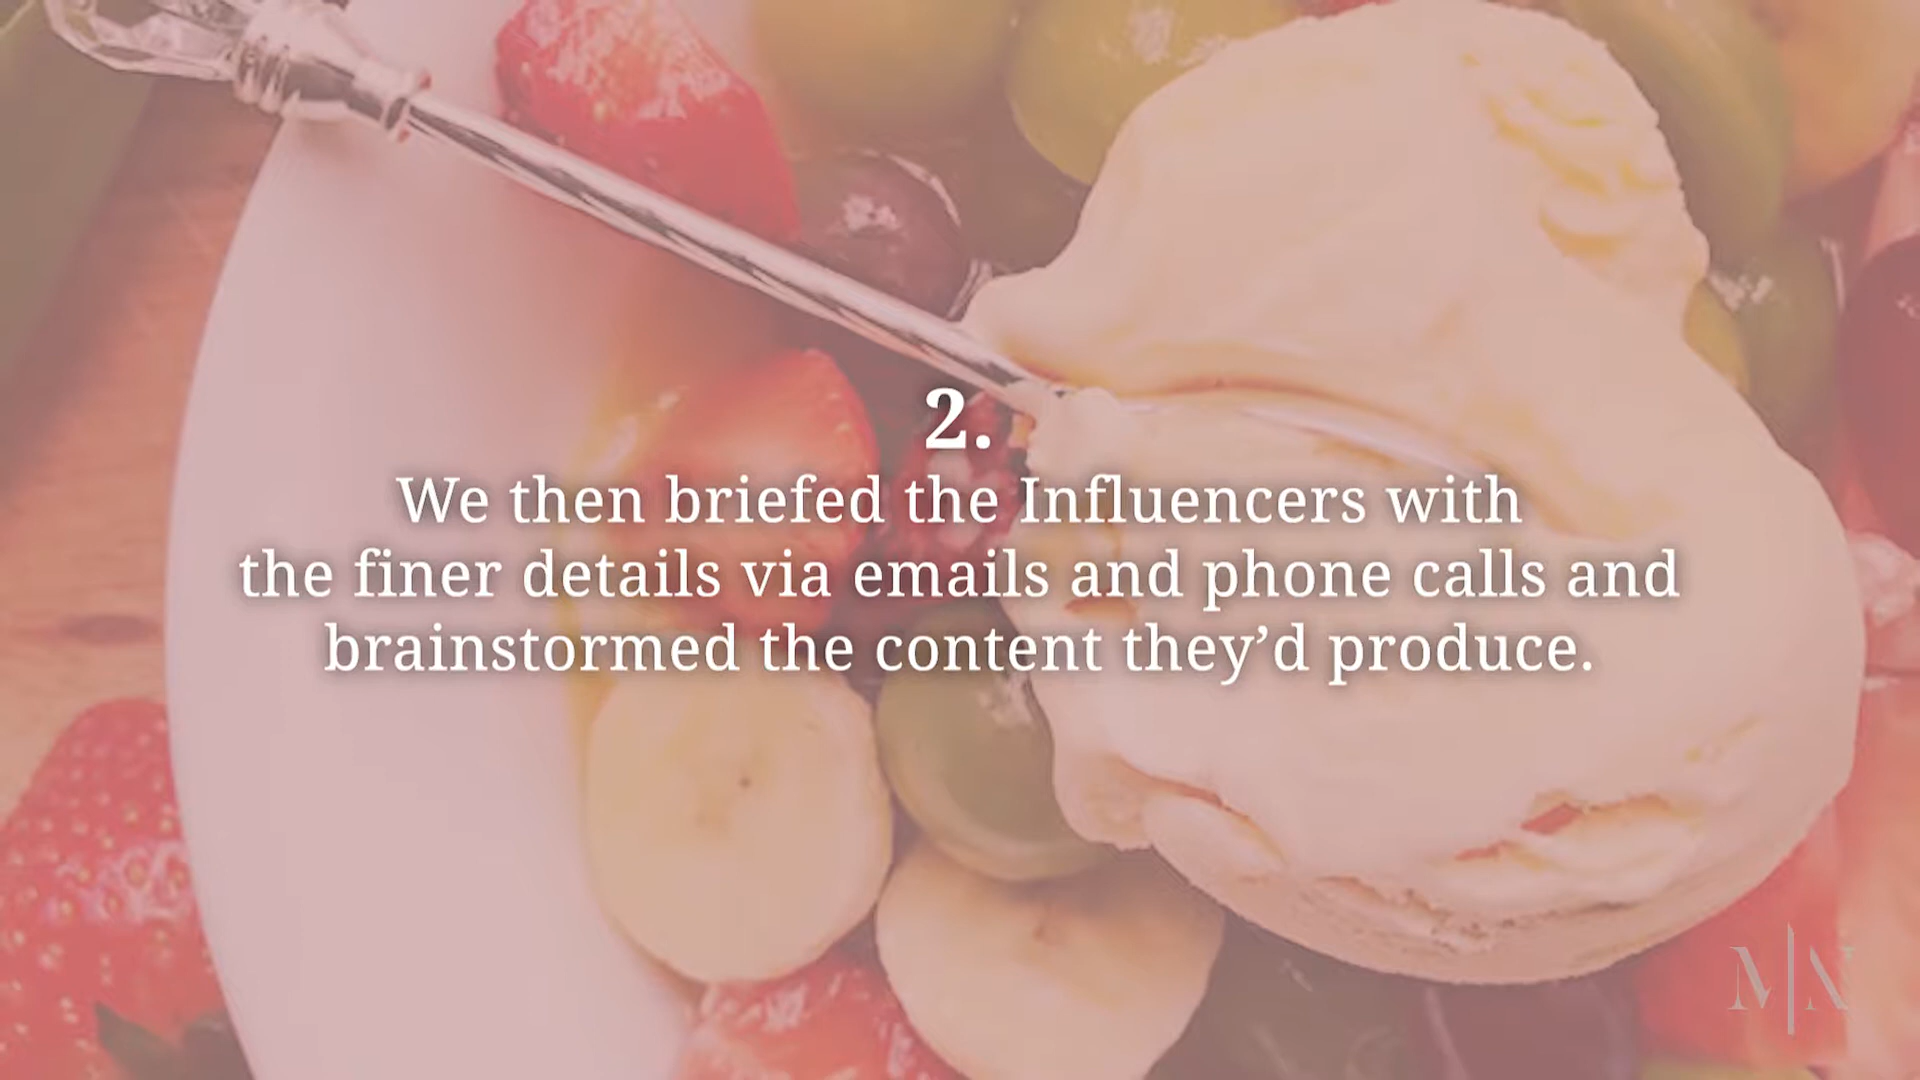 2.
We then briefed the Influencers with
the finer details via emails and phone calls and
brainstormed the content they’d produce.
M|N